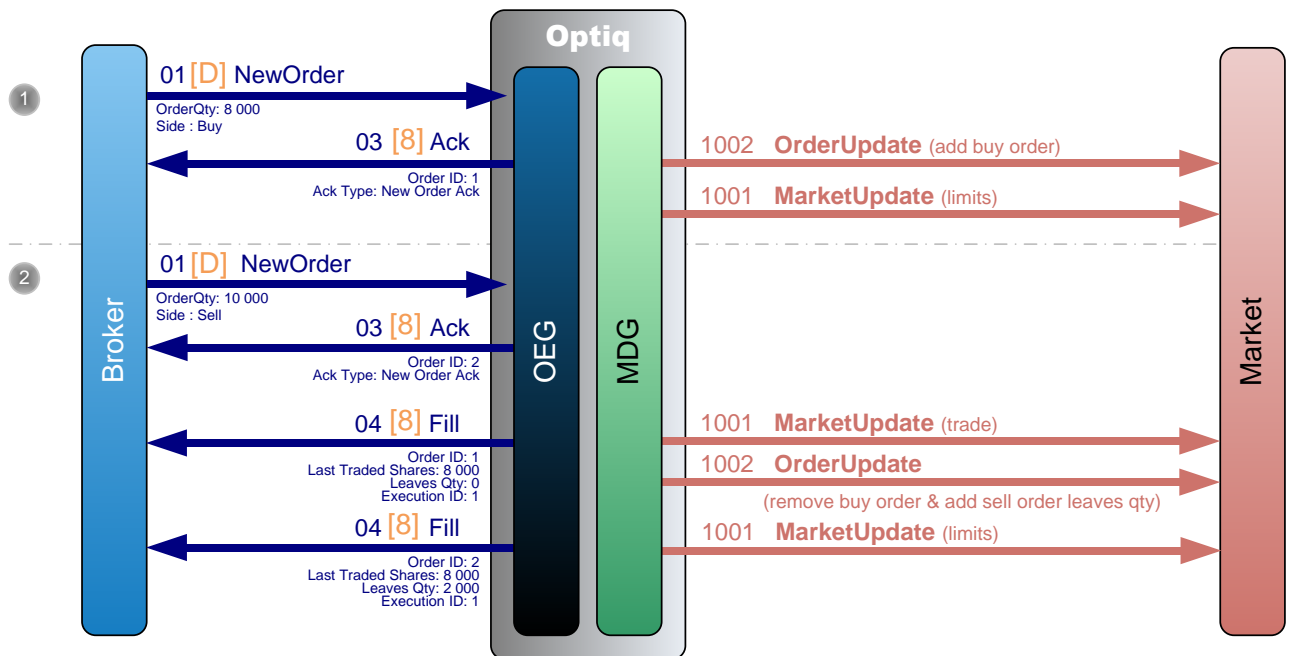 Optiq
1
01 [D] NewOrder
OrderQty: 8 000
Side : Buy
03 [8] Ack
Order ID: 1
Ack Type: New Order Ack
1002 OrderUpdate (add buy order)
1001 MarketUpdate (limits)
2
01 [D] NewOrder
OrderQty: 10 000
Side : Sell
03 [8] Ack
Order ID: 2
Ack Type: New Order Ack
Broker
OEG
MDG
Market
04 [8] Fill
Order ID: 1
Last Traded Shares: 8 000
Leaves Qty: 0
Execution ID: 1
1001 MarketUpdate (trade)
1002 OrderUpdate
(remove buy order & add sell order leaves qty)
04 [8] Fill
Order ID: 2
Last Traded Shares: 8 000
Leaves Qty: 2 000
Execution ID: 1
1001 MarketUpdate (limits)